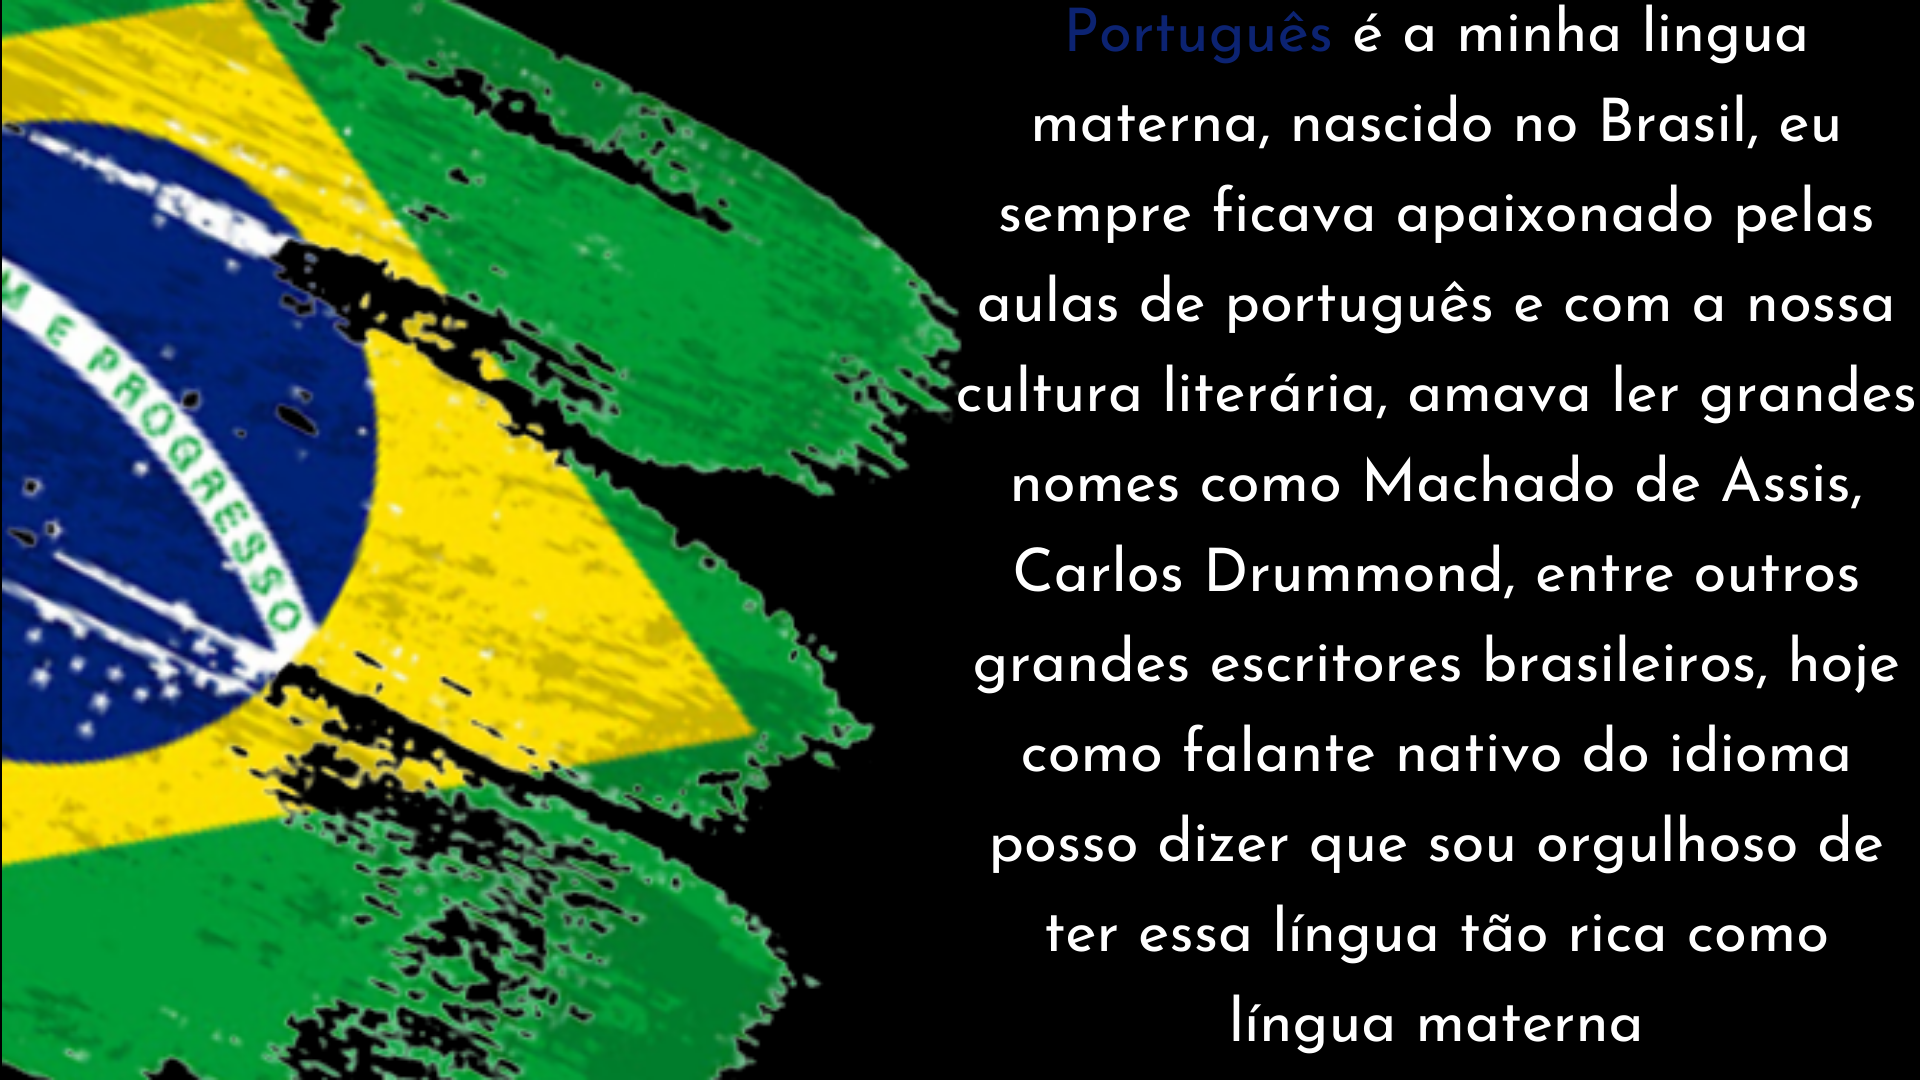 M E PROGRESSO
Português é a minha lingua
materna, nascido no Brasil, eu
sempre ficava apaixonado pelas
aulas de português e com a nossa
cultura literária, amava ler grandes
nomes como Machado de Assis,
Carlos Drummond, entre outros
grandes escritores brasileiros, hoje
como falante nativo do idioma
posso dizer que sou orgulhoso de
ter essa língua tão rica como
língua materna